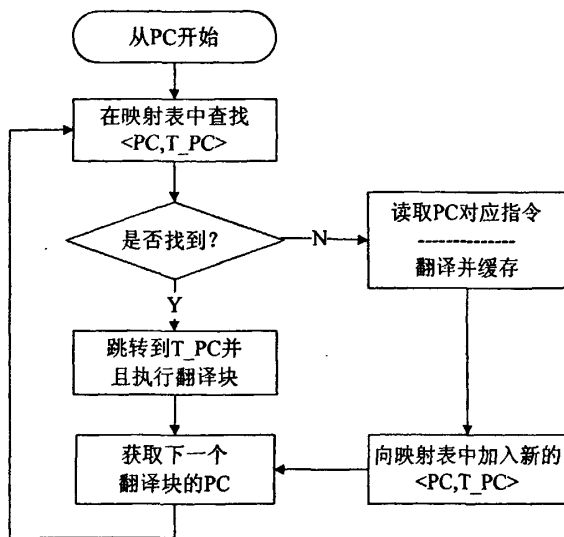 从PC开始
在映射表中查找
<PC,T_PC>
是否找到?
N
读取PC对应指令
---------------
翻译并缓存
Y
跳转到T_PC并
且执行翻译块
获取下一个
翻译块的PC
向映射表中加入新的
<PC,T_PC>